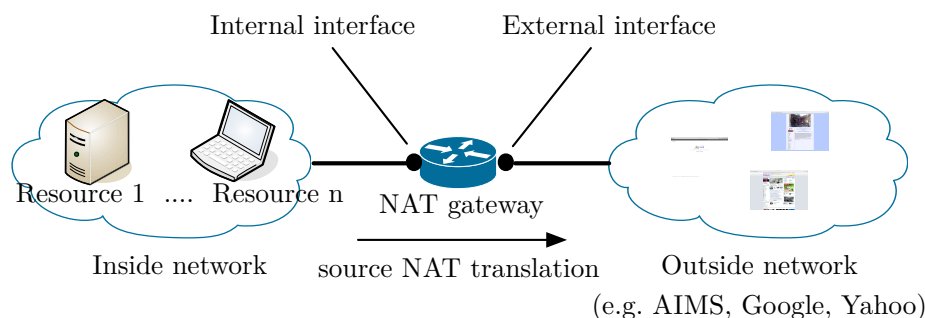 Internal interface
External interface
Resource 1 .... Resource n
NAT gateway
Inside network
source NAT translation
Outside network
(e.g. AIMS, Google, Yahoo)